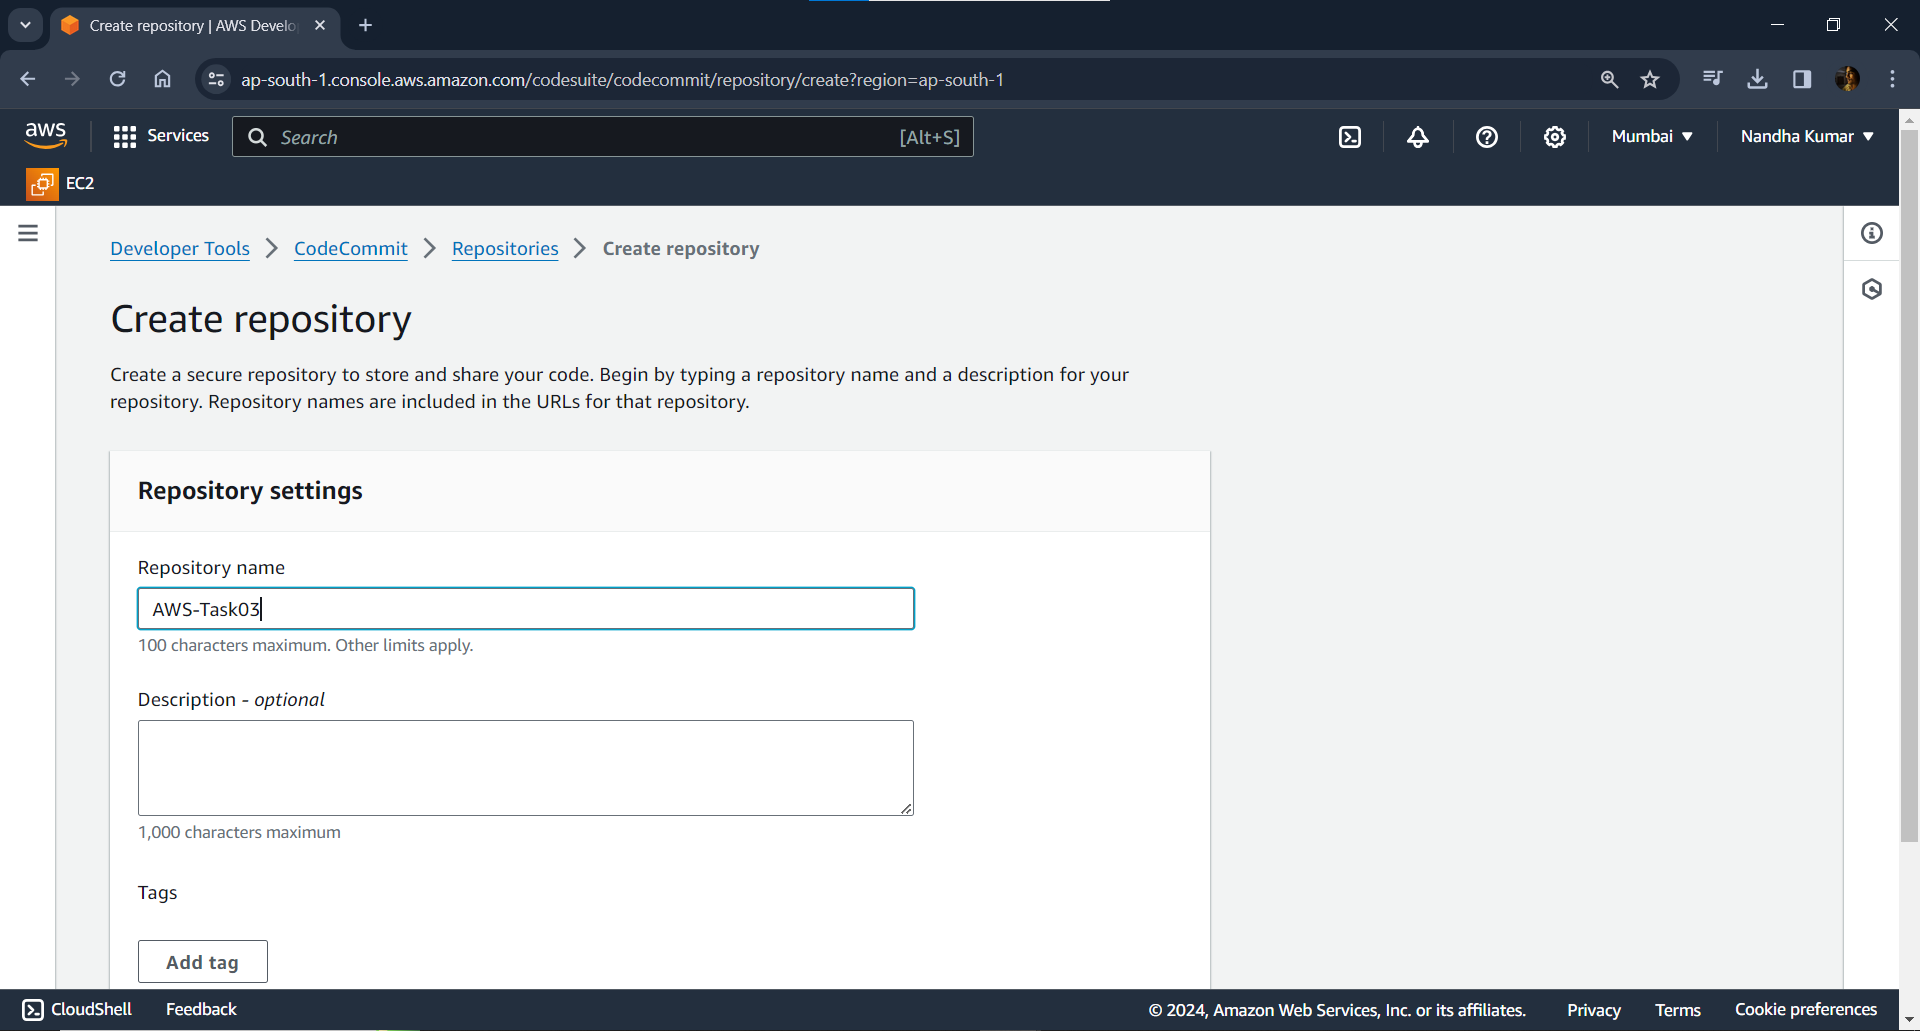 Create repository | AWS Develo
ap-south-1.console.aws.amazon.com/codesuite/codecommit/repository/create?region=ap-south-1
aws
Services
Search
[Alt+S]
Mumbai
Nandha Kumar
EC2
Developer Tools
CodeCommit
Repositories
Create repository
Create repository
Create a secure repository to store and share your code. Begin by typing a repository name and a description for your
repository. Repository names are included in the URLs for that repository.
Repository settings
Repository name
AWS-Task03
100 characters maximum. Other limits apply.
Description - optional
1,000 characters maximum
Tags
Add tag
CloudShell
Feedback
© 2024, Amazon Web Services, Inc. or its affiliates.
Privacy
Terms
Cookie preferences